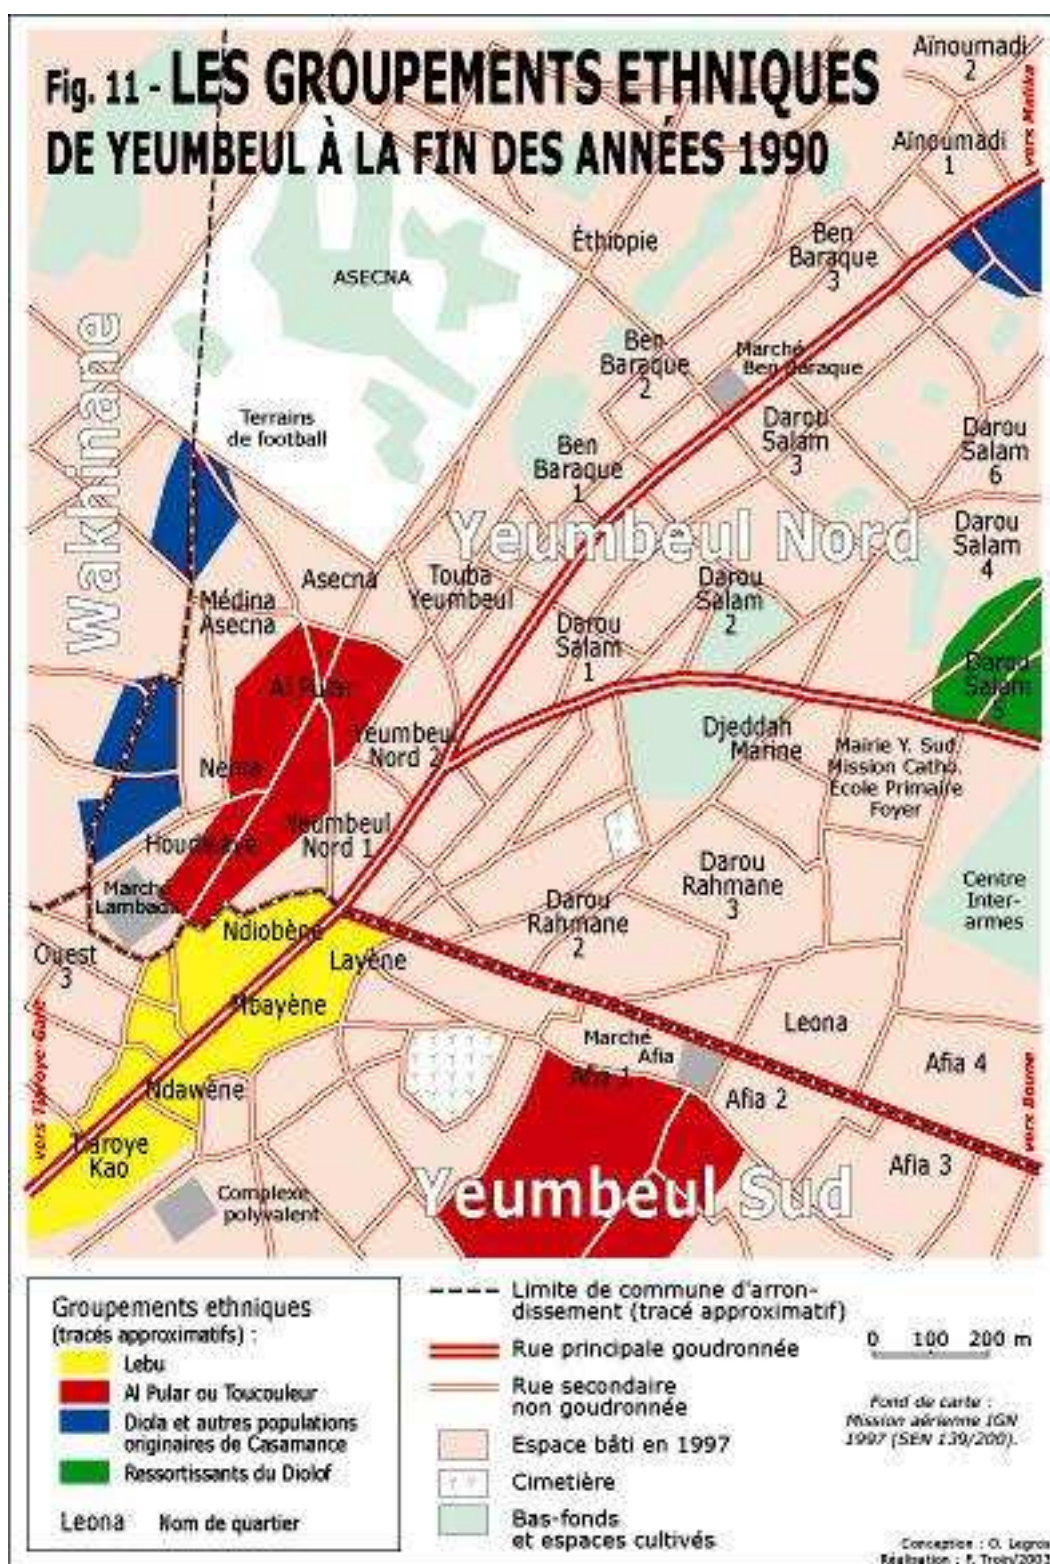 Fig. 11 - LES GROUPEMENTS ETHNIQUES
DE YEUMBEUL À LA FIN DES ANNÉES 1990
Aïnoumadi
2
vers Malika
Aïnoumadi
1
Éthiopie
Ben
Baraque
3
ASECNA
Ben
Baraque
2
Marché
Ben Baraque
Terrains
de football
Darou
Salam
3
Darou
Salam
6
Ben
Baraque
1
Wakhinane
Yeumbeul Nord
Darou
Salam
4
Asecna
Touba
Yeumbeul
Darou
Salam
2
Médina
Asecna
Darou
Salam
1
Darou
Salam
5
Al Pular
Yeumbeul
Nord 2
Djeddah
Marine
Mairie Y. Sud.
Mission Catho.
École Primaire
Foyer
Nema
Houdalaye
Yeumbeul
Nord 1
Darou
Rahmane
3
Marché
Lambada
Darou
Rahmane
2
Centre
Inter-
armes
Ndiobène
Ouest
3
Layène
Mbayène
Leona
Marché
Afia
Afia 1
Afia 4
Ndawène
Afia 2
vers Boune
Tiaroye
Kao
Afia 3
Complexe
polyvalent
Yeumbeul Sud
Groupements ethniques
(tracés approximatifs) :
Lebu
Al Pular ou Toucouleur
Diola et autres populations
originaires de Casamance
Ressortissants du Diolof
Leona Nom de quartier
Limite de commune d'arron-
dissement (tracé approximatif)
Rue principale goudronnée
Rue secondaire
non goudronnée
Espace bâti en 1997
Cimetière
Bas-fonds
et espaces cultivés
0 100 200 m
Fond de carte :
Mission aérienne IGN
1997 (SEN 139/200).
Conception : O. Legros
Réalisation : F. Troin/